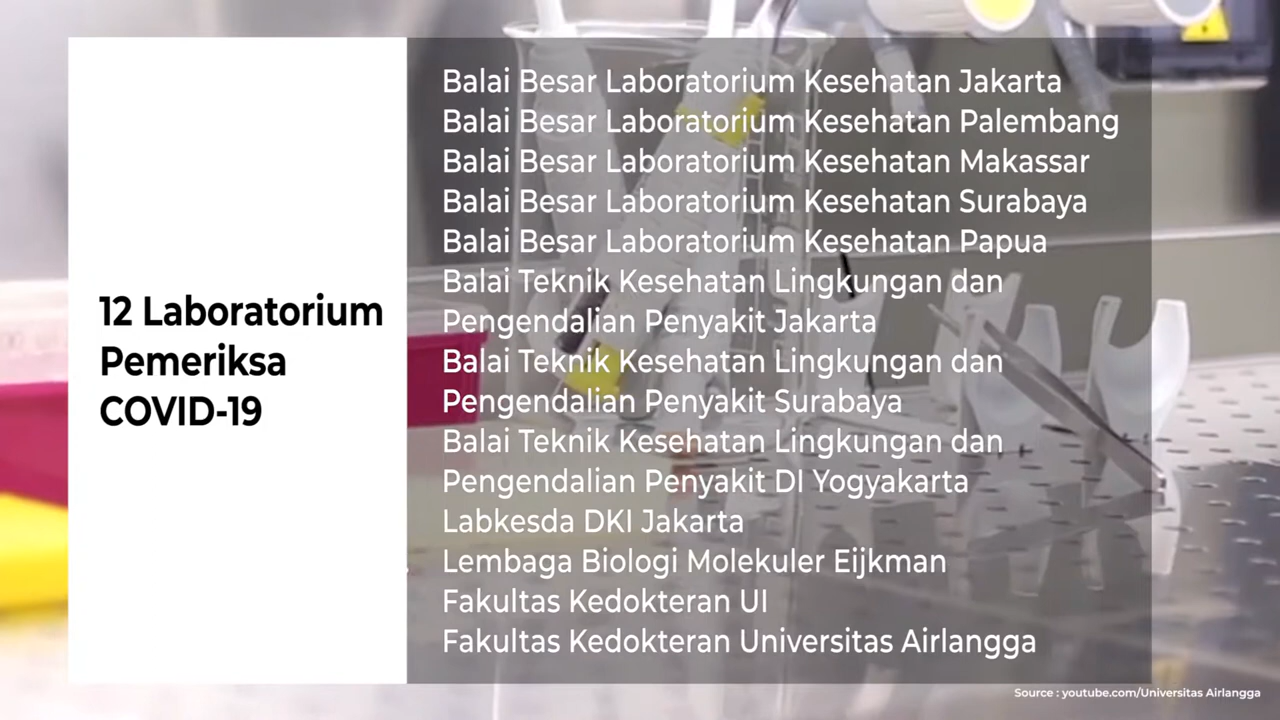 12 Laboratorium
Pemeriksa
COVID-19
Balai Besar Laboratorium Kesehatan Jakarta
Balai Besar Laboratorium Kesehatan Palembang
Balai Besar Laboratorium Kesehatan Makassar
Balai Besar Laboratorium Kesehatan Surabaya
Balai Besar Laboratorium Kesehatan Papua
Balai Teknik Kesehatan Lingkungan dan
Pengendalian Penyakit Jakarta
Balai Teknik Kesehatan Lingkungan dan
Pengendalian Penyakit Surabaya
Balai Teknik Kesehatan Lingkungan dan
Pengendalian Penyakit DI Yogyakarta
Labkesda DKI Jakarta
Lembaga Biologi Molekuler Eijkman
Fakultas Kedokteran UI
Fakultas Kedokteran Universitas Airlangga
Source : youtube.com/Universitas Airlangga